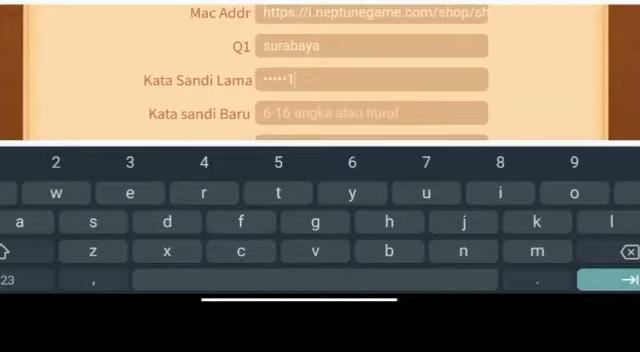 Mac Addr https://i.neptunegame.com/shop/sh
Q1 surabaya
Kata Sandi Lama •••••1
Kata sandi Baru 6-16 angka atau huruf
2 3 4 5 6 7 8 9
w e r t y u i o
a s d f g h j k l
z x c v b n m
23 , .